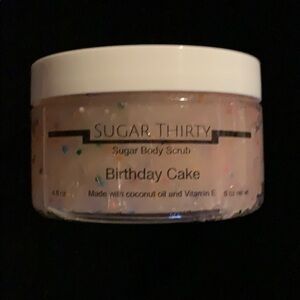 SUGAR THIRTY
Sugar Body Scrub
Birthday Cake
Made with coconut oil and Vitamin E